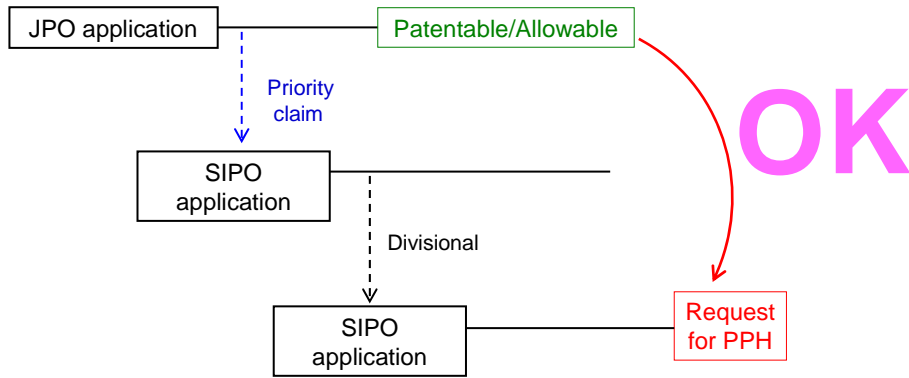 JPO application
Patentable/Allowable
OK
Priority
claim
SIPO
application
Divisional
SIPO
application
Request
for PPH